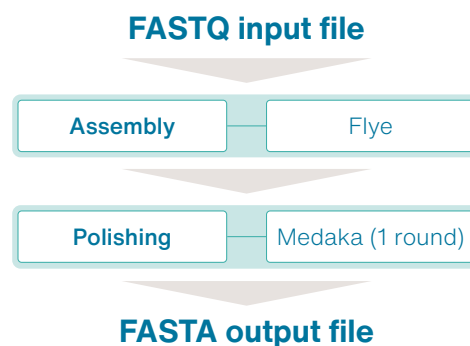 FASTQ input file
Assembly Flye
Polishing Medaka (1 round)
FASTA output file